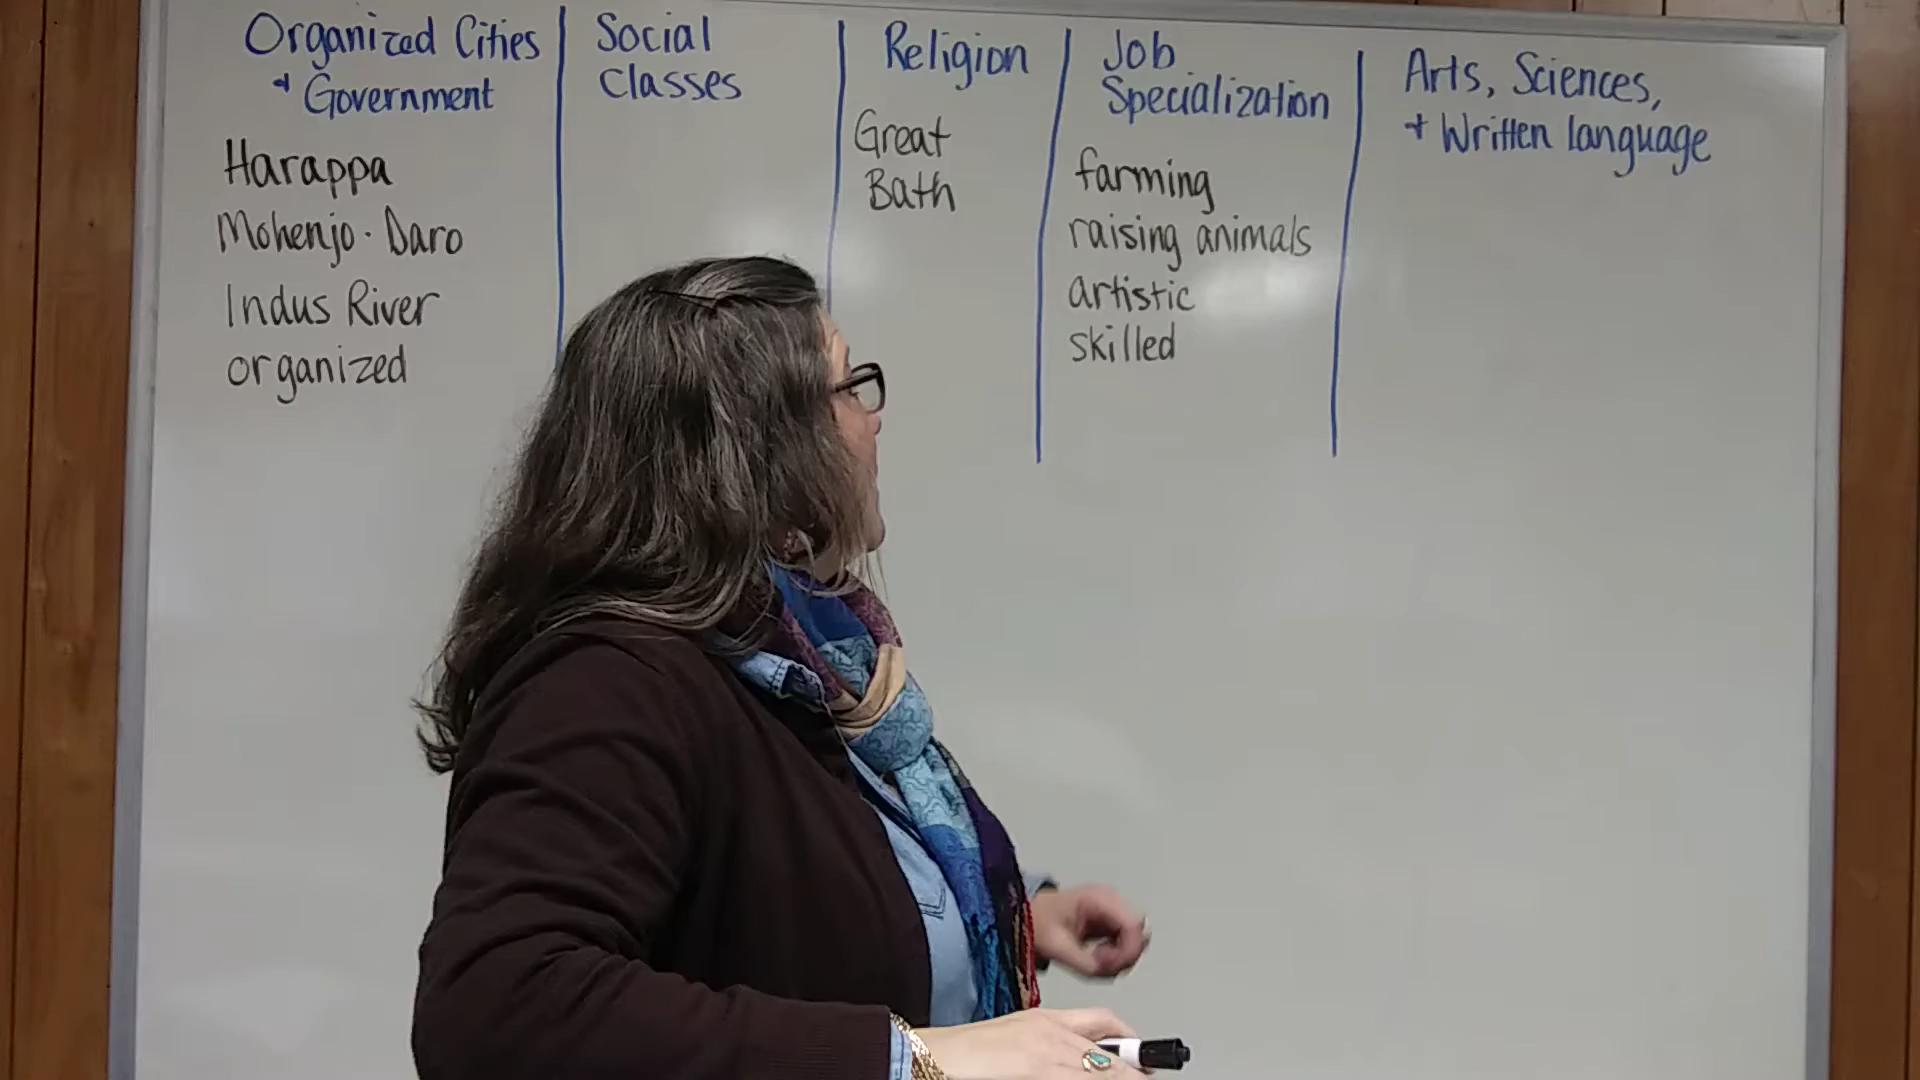 Organized Cities
+ Government
Harappa
Mohenjo-Daro
Indus River
organized
Social
Classes
Religion
Great
Bath
Job
Specialization
farming
raising animals
artistic
skilled
Arts, Sciences,
+ Written language